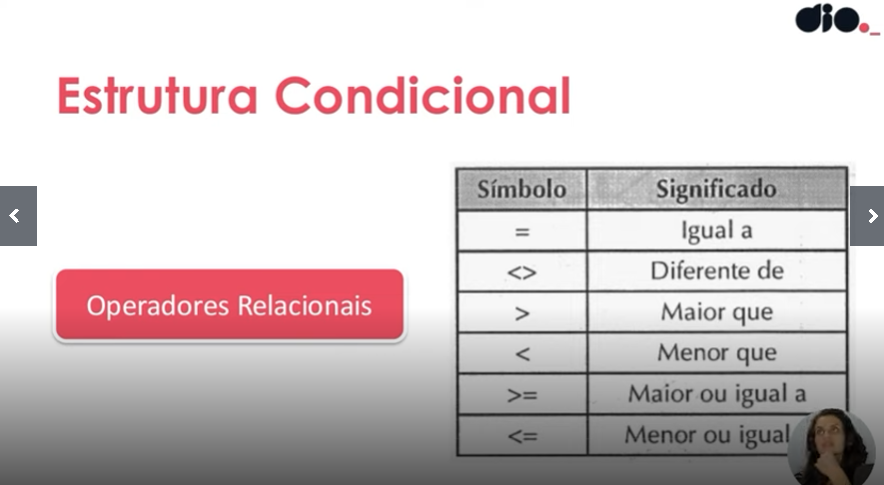 dio._
Estrutura Condicional
Símbolo Significado
= Igual a
<> Diferente de
Operadores Relacionais
> Maior que
< Menor que
>= Maior ou igual a
<= Menor ou igual